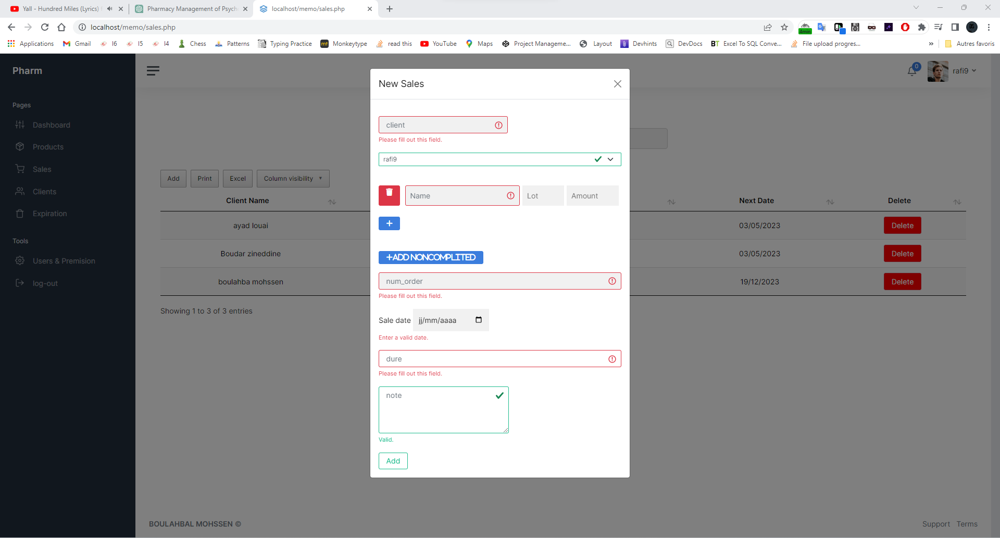 Yall - Hundred Miles (Lyrics)
Pharmacy Management of Psych
localhost/memo/sales.php
localhost/memo/sales.php
4min
Applications
Gmail
I6
I5
I4
Chess
Patterns
Typing Practice
mt
Monkeytype
read this
YouTube
Maps
Project Manageme...
Layout
Devhints
DevDocs
BT
Excel To SQL Conve...
File upload progres...
»
Autres favoris
Pharm
0
rafi9
Pages
Dashboard
Products
Sales
Clients
Expiration
Tools
Users & Premision
log-out
Add
Print
Excel
Column visibility
Client Name
Next Date
Delete
ayad louai
03/05/2023
Delete
Boudar zineddine
03/05/2023
Delete
boulahba mohssen
19/12/2023
Delete
Showing 1 to 3 of 3 entries
New Sales
client
Please fill out this field.
rafi9
Name
Lot
Amount
+
+ADD NONCOMPLITED
num_order
Please fill out this field.
Sale date jj/mm/aaaa
Enter a valid date.
dure
Please fill out this field.
note
Valid.
Add
BOULAHBAL MOHSSEN ©
Support
Terms